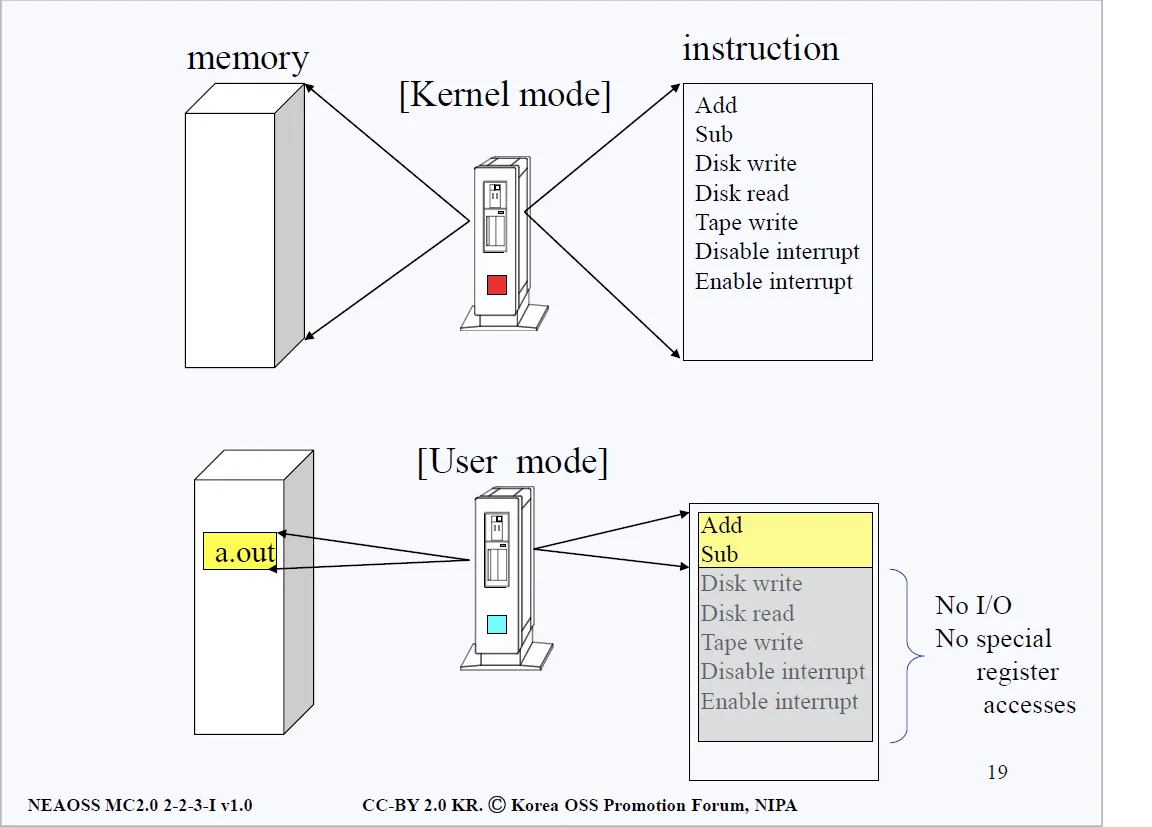 memory
[Kernel mode]
instruction
Add
Sub
Disk write
Disk read
Tape write
Disable interrupt
Enable interrupt
[User mode]
a.out
Add
Sub
Disk write
Disk read
Tape write
Disable interrupt
Enable interrupt
No I/O
No special
register
accesses
19
NEAOSS MC2.0 2-2-3-I v1.0
CC-BY 2.0 KR. Ⓒ Korea OSS Promotion Forum, NIPA